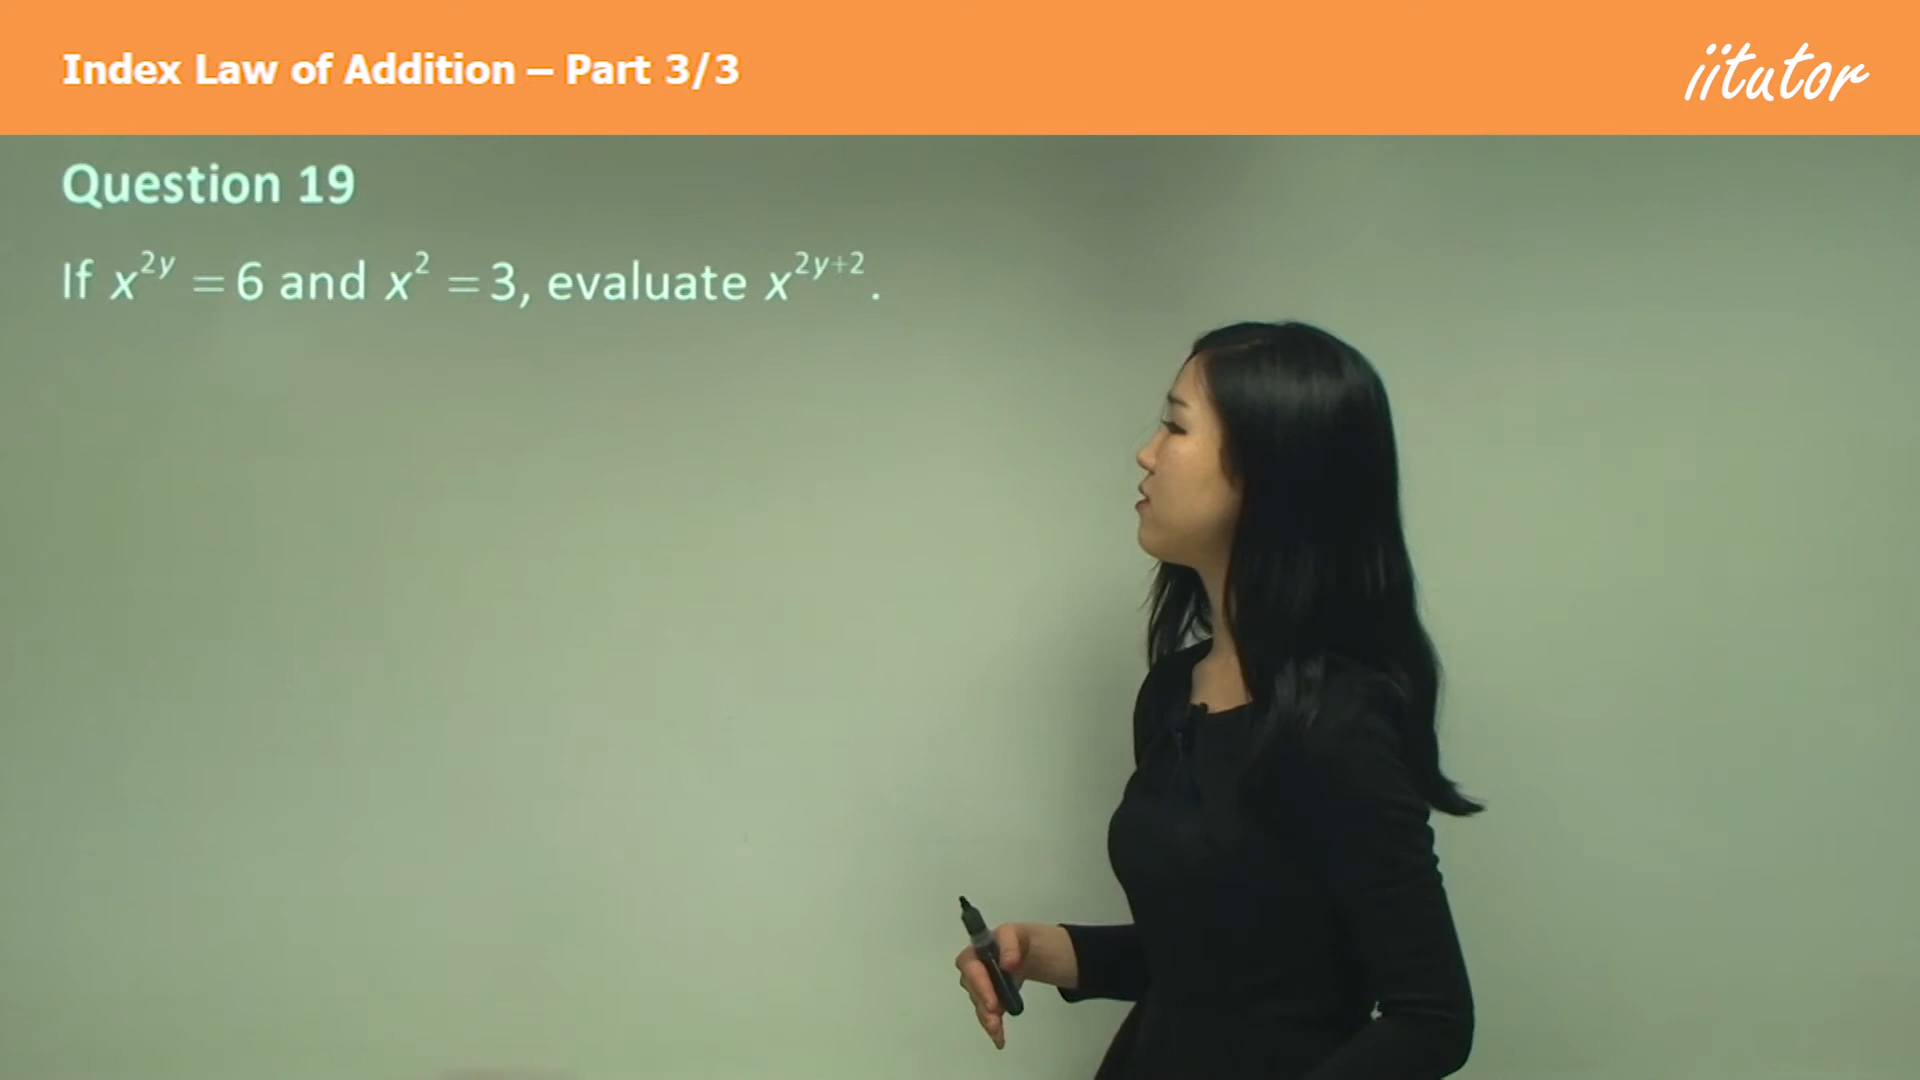 Index Law of Addition – Part 3/3
iitutor
Question 19
If x^{2y} = 6 and x^2 = 3, evaluate x^{2y+2}.